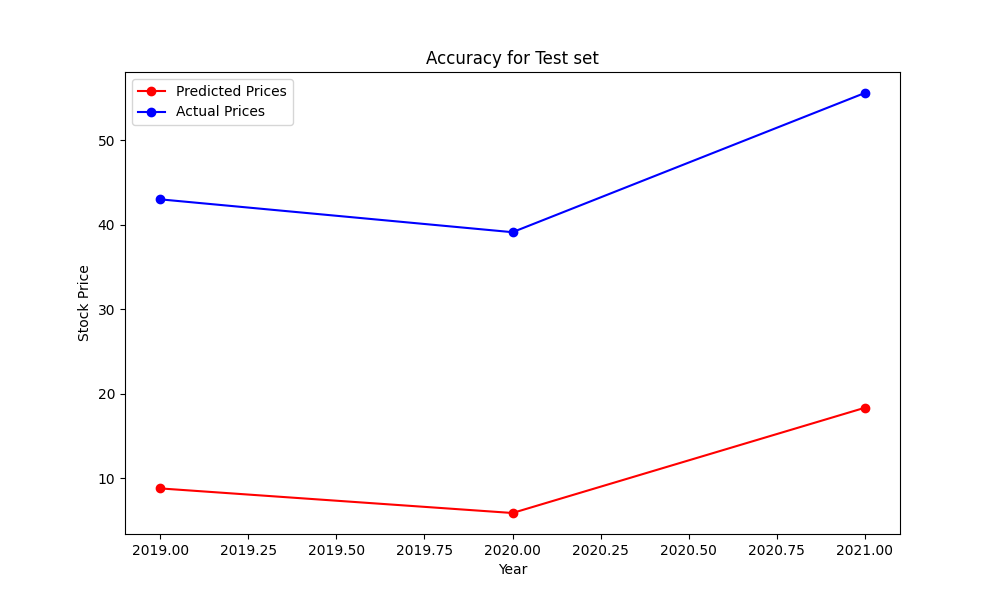 Accuracy for Test set
Predicted Prices
Actual Prices
Stock Price
50
40
30
20
10
2019.00 2019.25 2019.50 2019.75 2020.00 2020.25 2020.50 2020.75 2021.00
Year